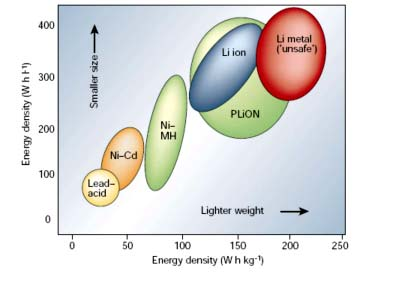 400
300
200
100
0
Energy density (W h l-1)
Smaller size
Li ion
Li metal
('unsafe')
PLiON
Ni–
MH
Ni–Cd
Lead–
acid
Lighter weight
0
50
100
150
200
250
Energy density (W h kg-1)